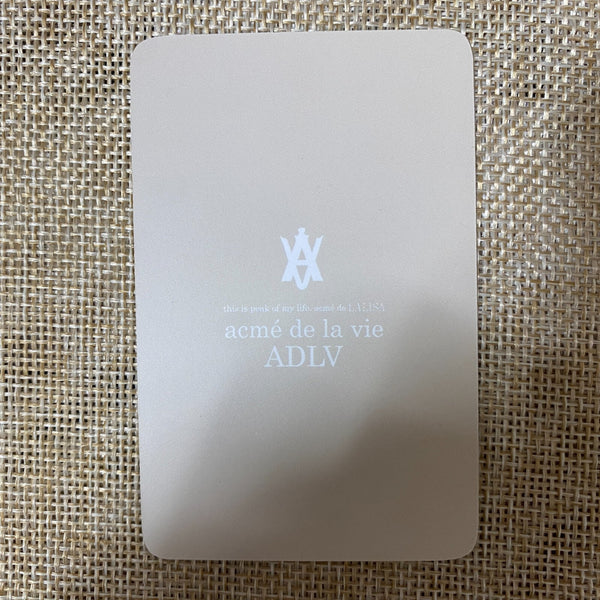 this is peak of my life/acmé de LALISA
acmé de la vie
ADLV